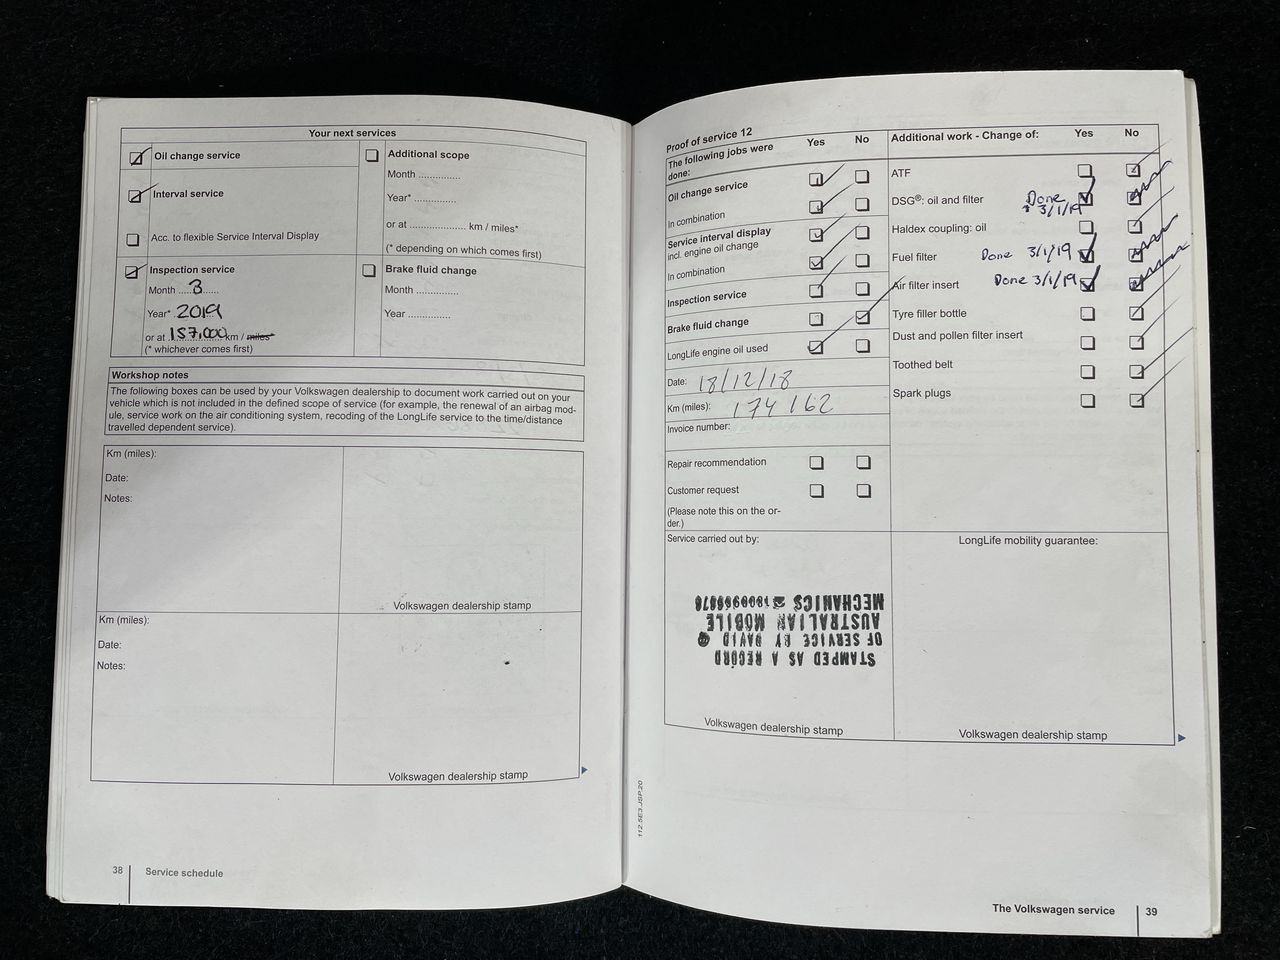 Your next services
Oil change service
Interval service
Acc. to flexible Service Interval Display
Inspection service
Month ...3......
Year* 2019
or at 157,000 km / miles*
(* whichever comes first)
Additional scope
Month ..............
Year* ..............
or at ................... km / miles*
(* depending on which comes first)
Brake fluid change
Month ..............
Year ..............
Workshop notes
The following boxes can be used by your Volkswagen dealership to document work carried out on your
vehicle which is not included in the defined scope of service (for example, the renewal of an airbag mod-
ule, service work on the air conditioning system, recoding of the LongLife service to the time/distance
travelled dependent service).
Km (miles):
Date:
Notes:
Volkswagen dealership stamp
Km (miles):
Date:
Notes:
Volkswagen dealership stamp
38
Service schedule
Proof of service 12
The following jobs were
done:
Yes
No
Oil change service
In combination
Service interval display
incl. engine oil change
In combination
Inspection service
Brake fluid change
LongLife engine oil used
Date: 18/12/18
Km (miles): 174 162
Invoice number:
Repair recommendation
Customer request
(Please note this on the or-
der.)
Service carried out by:
STAMPED AS A RECORD
OF SERVICE BY DAVID
AUSTRALIAN MOBILE
MECHANICS ☎
Volkswagen dealership stamp
Additional work - Change of:
Yes
No
ATF
DSG®: oil and filter Done
3/1/19
Haldex coupling: oil
Fuel filter Done 3/1/19
Air filter insert Done 3/1/19
Tyre filler bottle
Dust and pollen filter insert
Toothed belt
Spark plugs
LongLife mobility guarantee:
Volkswagen dealership stamp
112.5E3.JSP.20
The Volkswagen service
39